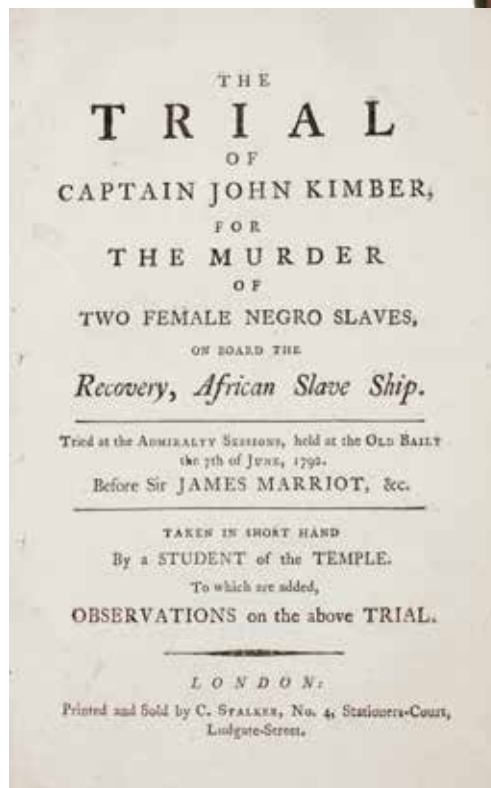 THE
TRIAL
OF
CAPTAIN JOHN KIMBER,
FOR
THE MURDER
OF
TWO FEMALE NEGRO SLAVES,
ON BOARD THE
Recovery, African Slave Ship.
Tried at the ADMIRALTY SESSIONS, held at the OLD BAILY
the 7th of JUNE, 1792.
Before Sir JAMES MARRIOT, &c.
TAKEN IN SHORT HAND
By a STUDENT of the TEMPLE.
To which are added,
OBSERVATIONS on the above TRIAL.
LONDON:
Printed and Sold by C. STALKER, No. 4, Stationers-Court,
Ludgate-Street.